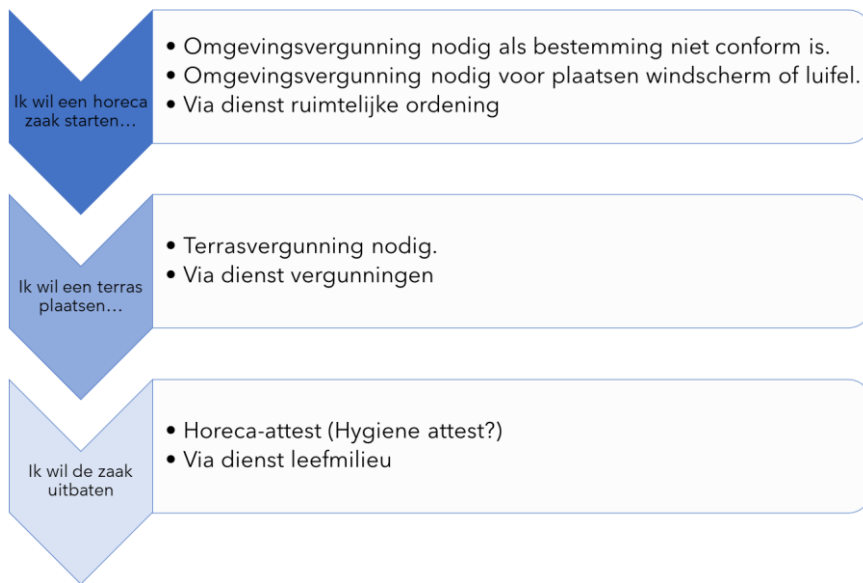 Ik wil een horeca
zaak starten…
• Omgevingsvergunning nodig als bestemming niet conform is.
• Omgevingsvergunning nodig voor plaatsen windscherm of luifel.
• Via dienst ruimtelijke ordening
Ik wil een terras
plaatsen…
• Terrasvergunning nodig.
• Via dienst vergunningen
Ik wil de zaak
uitbaten
• Horeca-attest (Hygiene attest?)
• Via dienst leefmilieu